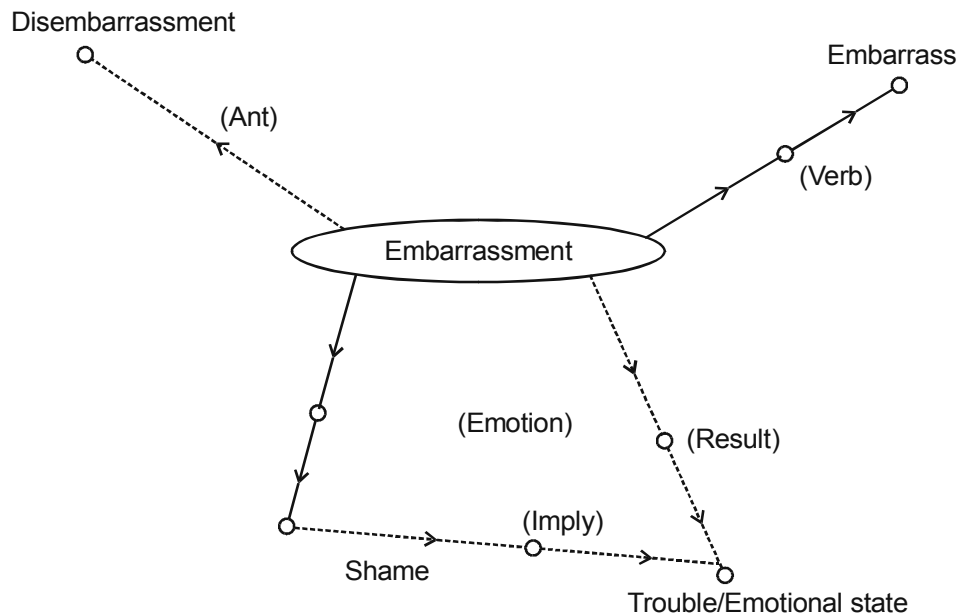 Disembarrassment
Embarrass
(Ant)
(Verb)
Embarrassment
(Emotion)
(Result)
(Imply)
Shame
Trouble/Emotional state